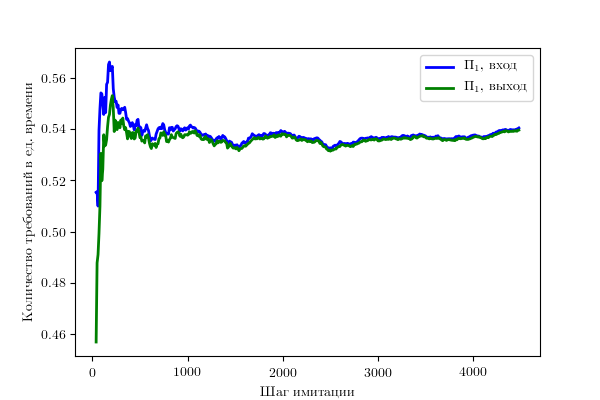 Π₁, вход
Π₁, выход
Количество требований в ед. времени
0.56
0.54
0.52
0.50
0.48
0.46
0
1000
2000
3000
4000
Шаг имитации